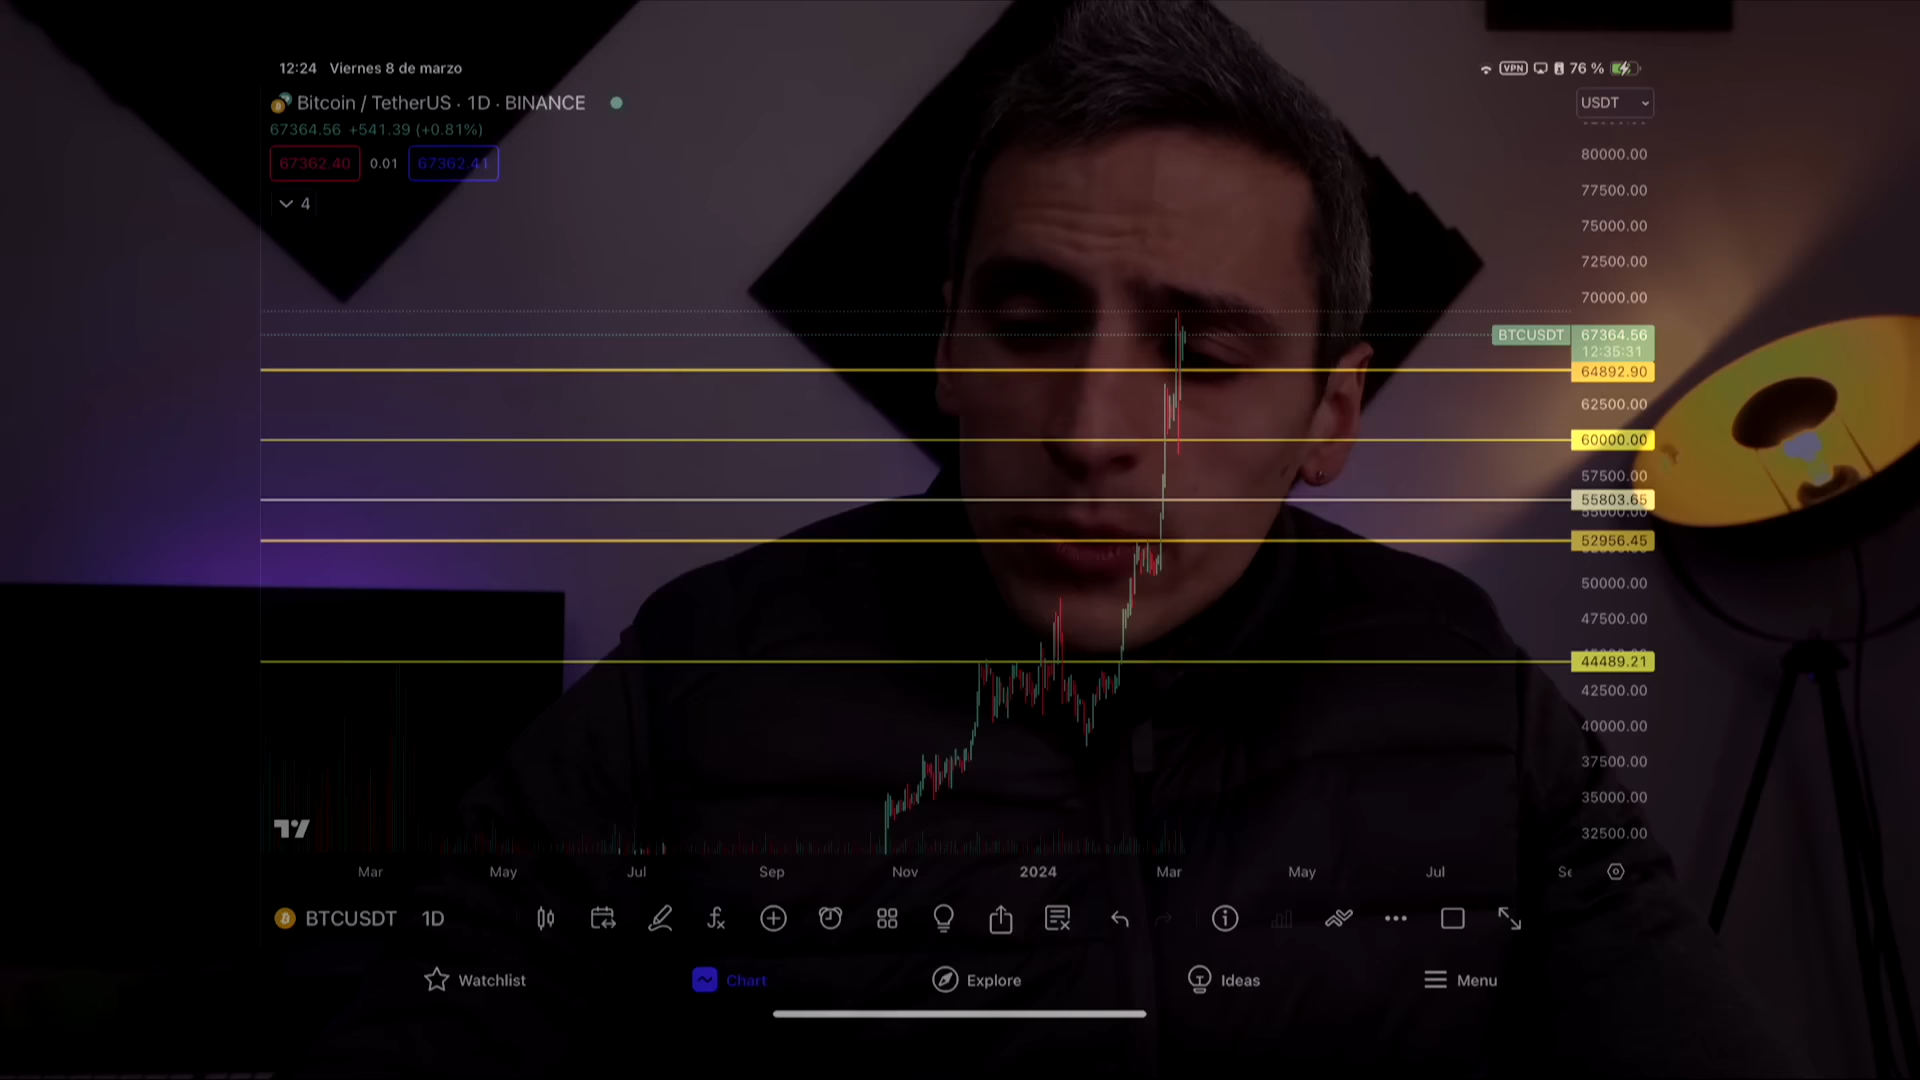 12:24 Viernes 8 de marzo
VPN 76 %
Bitcoin / TetherUS · 1D · BINANCE
USDT
67364.56 +541.39 (+0.81%)
67362.40 0.01 67362.41
4
80000.00
77500.00
75000.00
72500.00
70000.00
BTCUSDT 67364.56
12:35:31
64892.90
62500.00
60000.00
57500.00
55803.65
55000.00
52956.45
50000.00
47500.00
44489.21
42500.00
40000.00
37500.00
35000.00
32500.00
Mar May Jul Sep Nov 2024 Mar May Jul
BTCUSDT 1D
Watchlist Chart Explore Ideas Menu